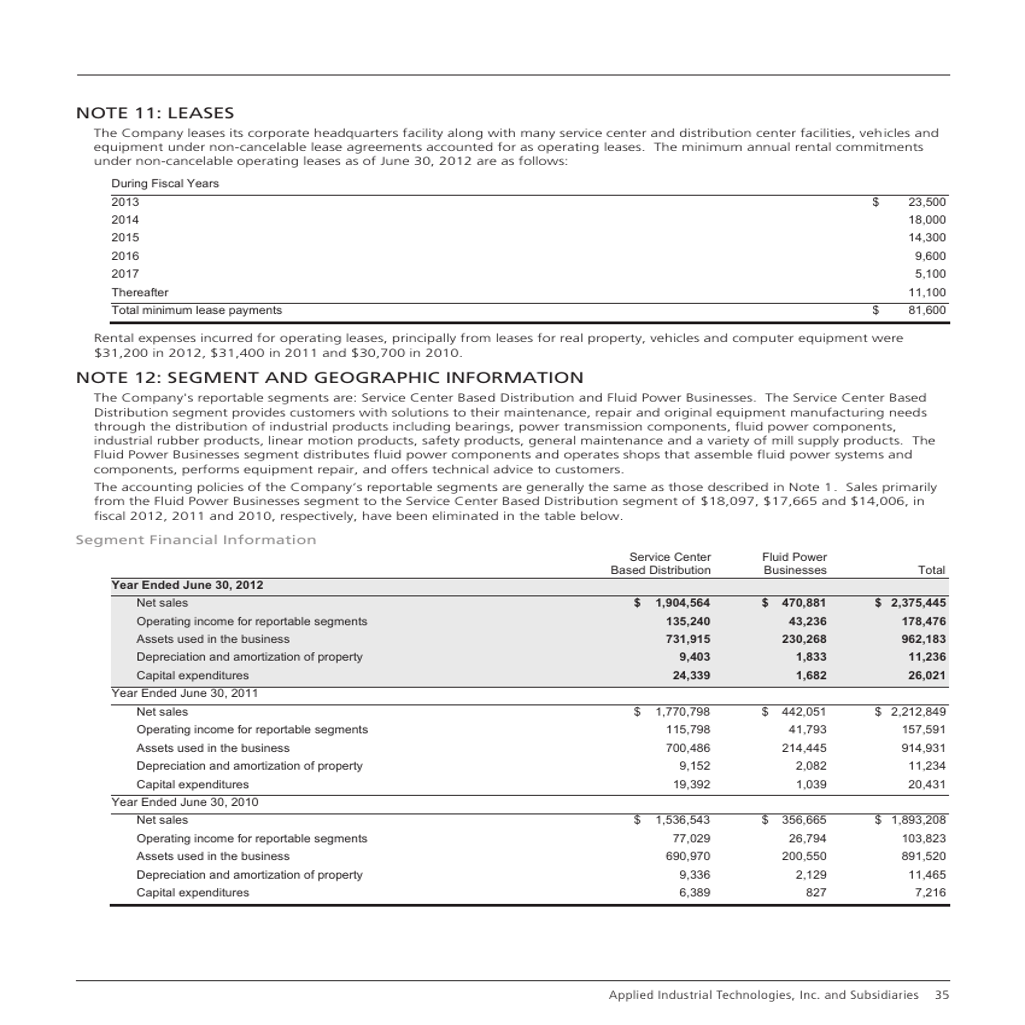 NOTE 11: LEASES
The Company leases its corporate headquarters facility along with many service center and distribution center facilities, vehicles and
equipment under non-cancelable lease agreements accounted for as operating leases.  The minimum annual rental commitments
under non-cancelable operating leases as of June 30, 2012 are as follows:
During Fiscal Years
2013 $ 23,500
2014 18,000
2015 14,300
2016 9,600
2017 5,100
Thereafter 11,100
Total minimum lease payments $ 81,600
Rental expenses incurred for operating leases, principally from leases for real property, vehicles and computer equipment were
$31,200 in 2012, $31,400 in 2011 and $30,700 in 2010.
NOTE 12: SEGMENT AND GEOGRAPHIC INFORMATION
The Company's reportable segments are: Service Center Based Distribution and Fluid Power Businesses.  The Service Center Based
Distribution segment provides customers with solutions to their maintenance, repair and original equipment manufacturing needs
through the distribution of industrial products including bearings, power transmission components, fluid power components,
industrial rubber products, linear motion products, safety products, general maintenance and a variety of mill supply products.  The
Fluid Power Businesses segment distributes fluid power components and operates shops that assemble fluid power systems and
components, performs equipment repair, and offers technical advice to customers.
The accounting policies of the Company's reportable segments are generally the same as those described in Note 1.  Sales primarily
from the Fluid Power Businesses segment to the Service Center Based Distribution segment of $18,097, $17,665 and $14,006, in
fiscal 2012, 2011 and 2010, respectively, have been eliminated in the table below.
Segment Financial Information
Service Center Fluid Power
Based Distribution Businesses Total
Year Ended June 30, 2012
Net sales $ 1,904,564 $ 470,881 $ 2,375,445
Operating income for reportable segments 135,240 43,236 178,476
Assets used in the business 731,915 230,268 962,183
Depreciation and amortization of property 9,403 1,833 11,236
Capital expenditures 24,339 1,682 26,021
Year Ended June 30, 2011
Net sales $ 1,770,798 $ 442,051 $ 2,212,849
Operating income for reportable segments 115,798 41,793 157,591
Assets used in the business 700,486 214,445 914,931
Depreciation and amortization of property 9,152 2,082 11,234
Capital expenditures 19,392 1,039 20,431
Year Ended June 30, 2010
Net sales $ 1,536,543 $ 356,665 $ 1,893,208
Operating income for reportable segments 77,029 26,794 103,823
Assets used in the business 690,970 200,550 891,520
Depreciation and amortization of property 9,336 2,129 11,465
Capital expenditures 6,389 827 7,216
Applied Industrial Technologies, Inc. and Subsidiaries 35